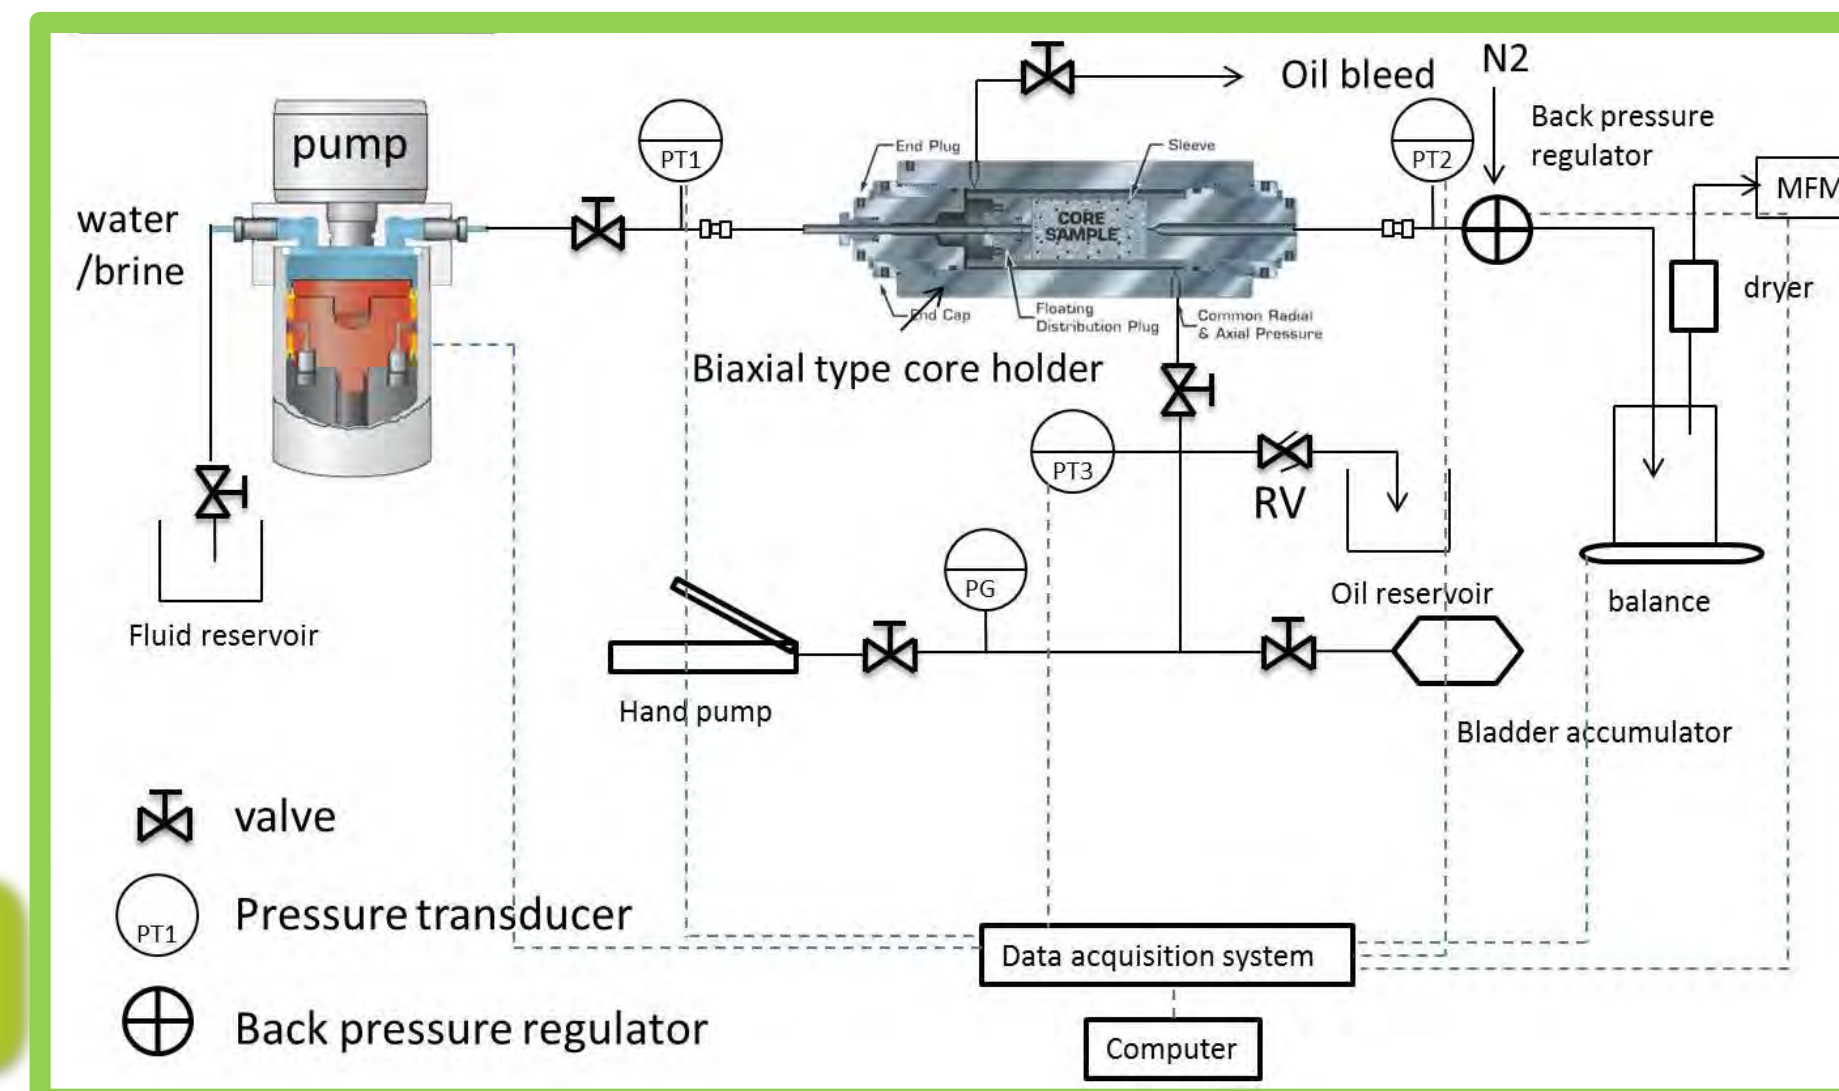 Oil bleed
N2
Back pressure
regulator
pump
PT1
End Plug
Sleeve
PT2
MFM
water
/brine
CORE
SAMPLE
dryer
End Cap
Floating
Distribution Plug
Common Radial
& Axial Pressure
Biaxial type core holder
PT3
RV
PG
Oil reservoir
balance
Fluid reservoir
Hand pump
Bladder accumulator
valve
PT1
Pressure transducer
Data acquisition system
Back pressure regulator
Computer